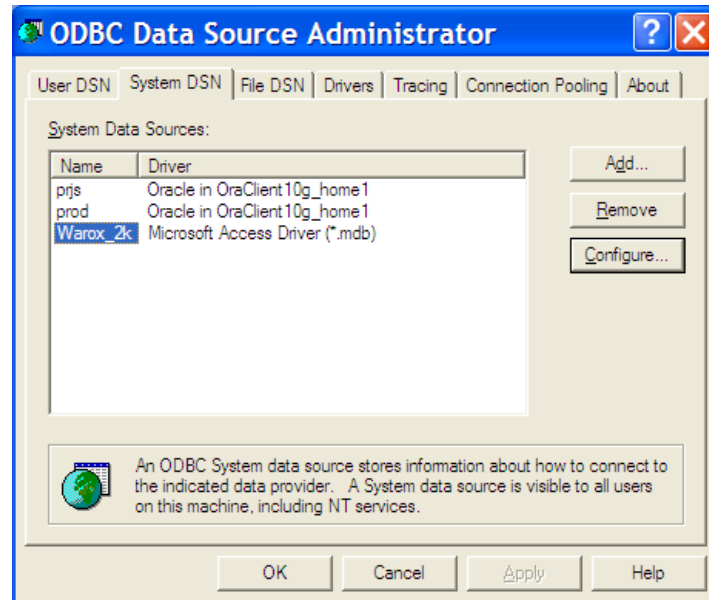 ODBC Data Source Administrator
User DSN System DSN File DSN Drivers Tracing Connection Pooling About
System Data Sources:
Name Driver
prjs Oracle in OraClient10g_home1
prod Oracle in OraClient10g_home1
Warox_2k Microsoft Access Driver (*.mdb)
Add...
Remove
Configure...
An ODBC System data source stores information about how to connect to
the indicated data provider. A System data source is visible to all users
on this machine, including NT services.
OK Cancel Apply Help